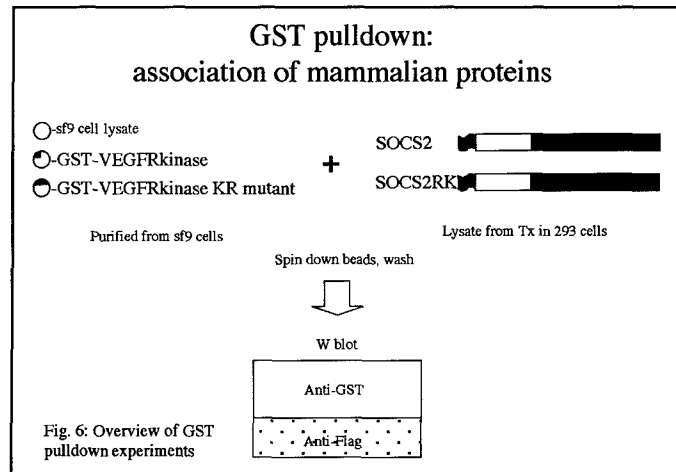 GST pulldown:
association of mammalian proteins
-sf9 cell lysate
-GST-VEGFRkinase
-GST-VEGFRkinase KR mutant
+
SOCS2
SOCS2RK
Purified from sf9 cells
Lysate from Tx in 293 cells
Spin down beads, wash
W blot
Anti-GST
Anti-Flag
Fig. 6: Overview of GST
pulldown experiments